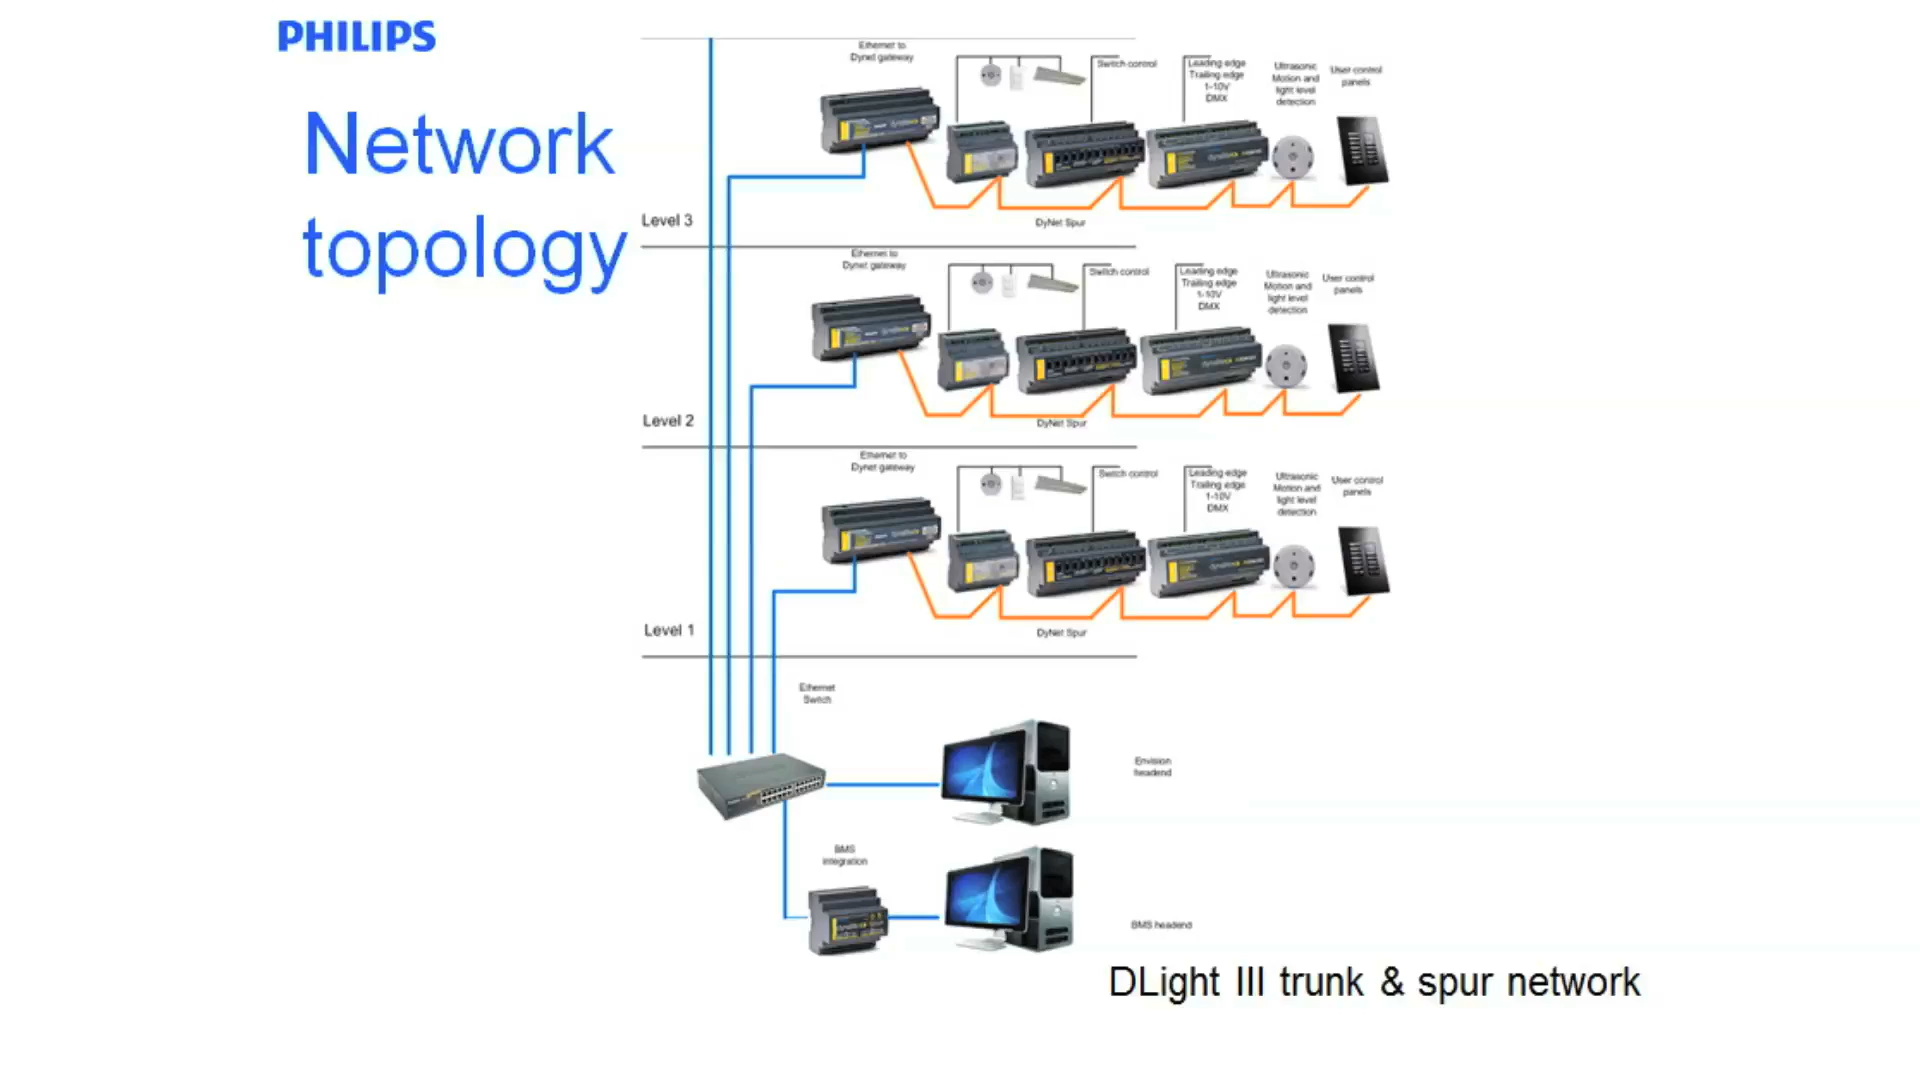 PHILIPS
Network
topology
Ethernet to
Dynet gateway
Switch control
Leading edge
Trailing edge
1-10V
DMX
Ultrasonic
Motion and
light level
detection
User control
panels
Level 3
DyNet Spur
Ethernet to
Dynet gateway
Switch control
Leading edge
Trailing edge
1-10V
DMX
Ultrasonic
Motion and
light level
detection
User control
panels
Level 2
DyNet Spur
Ethernet to
Dynet gateway
Switch control
Leading edge
Trailing edge
1-10V
DMX
Ultrasonic
Motion and
light level
detection
User control
panels
Level 1
DyNet Spur
Ethernet
Switch
Envision
headend
BMS
integration
BMS headend
DLight III trunk & spur network